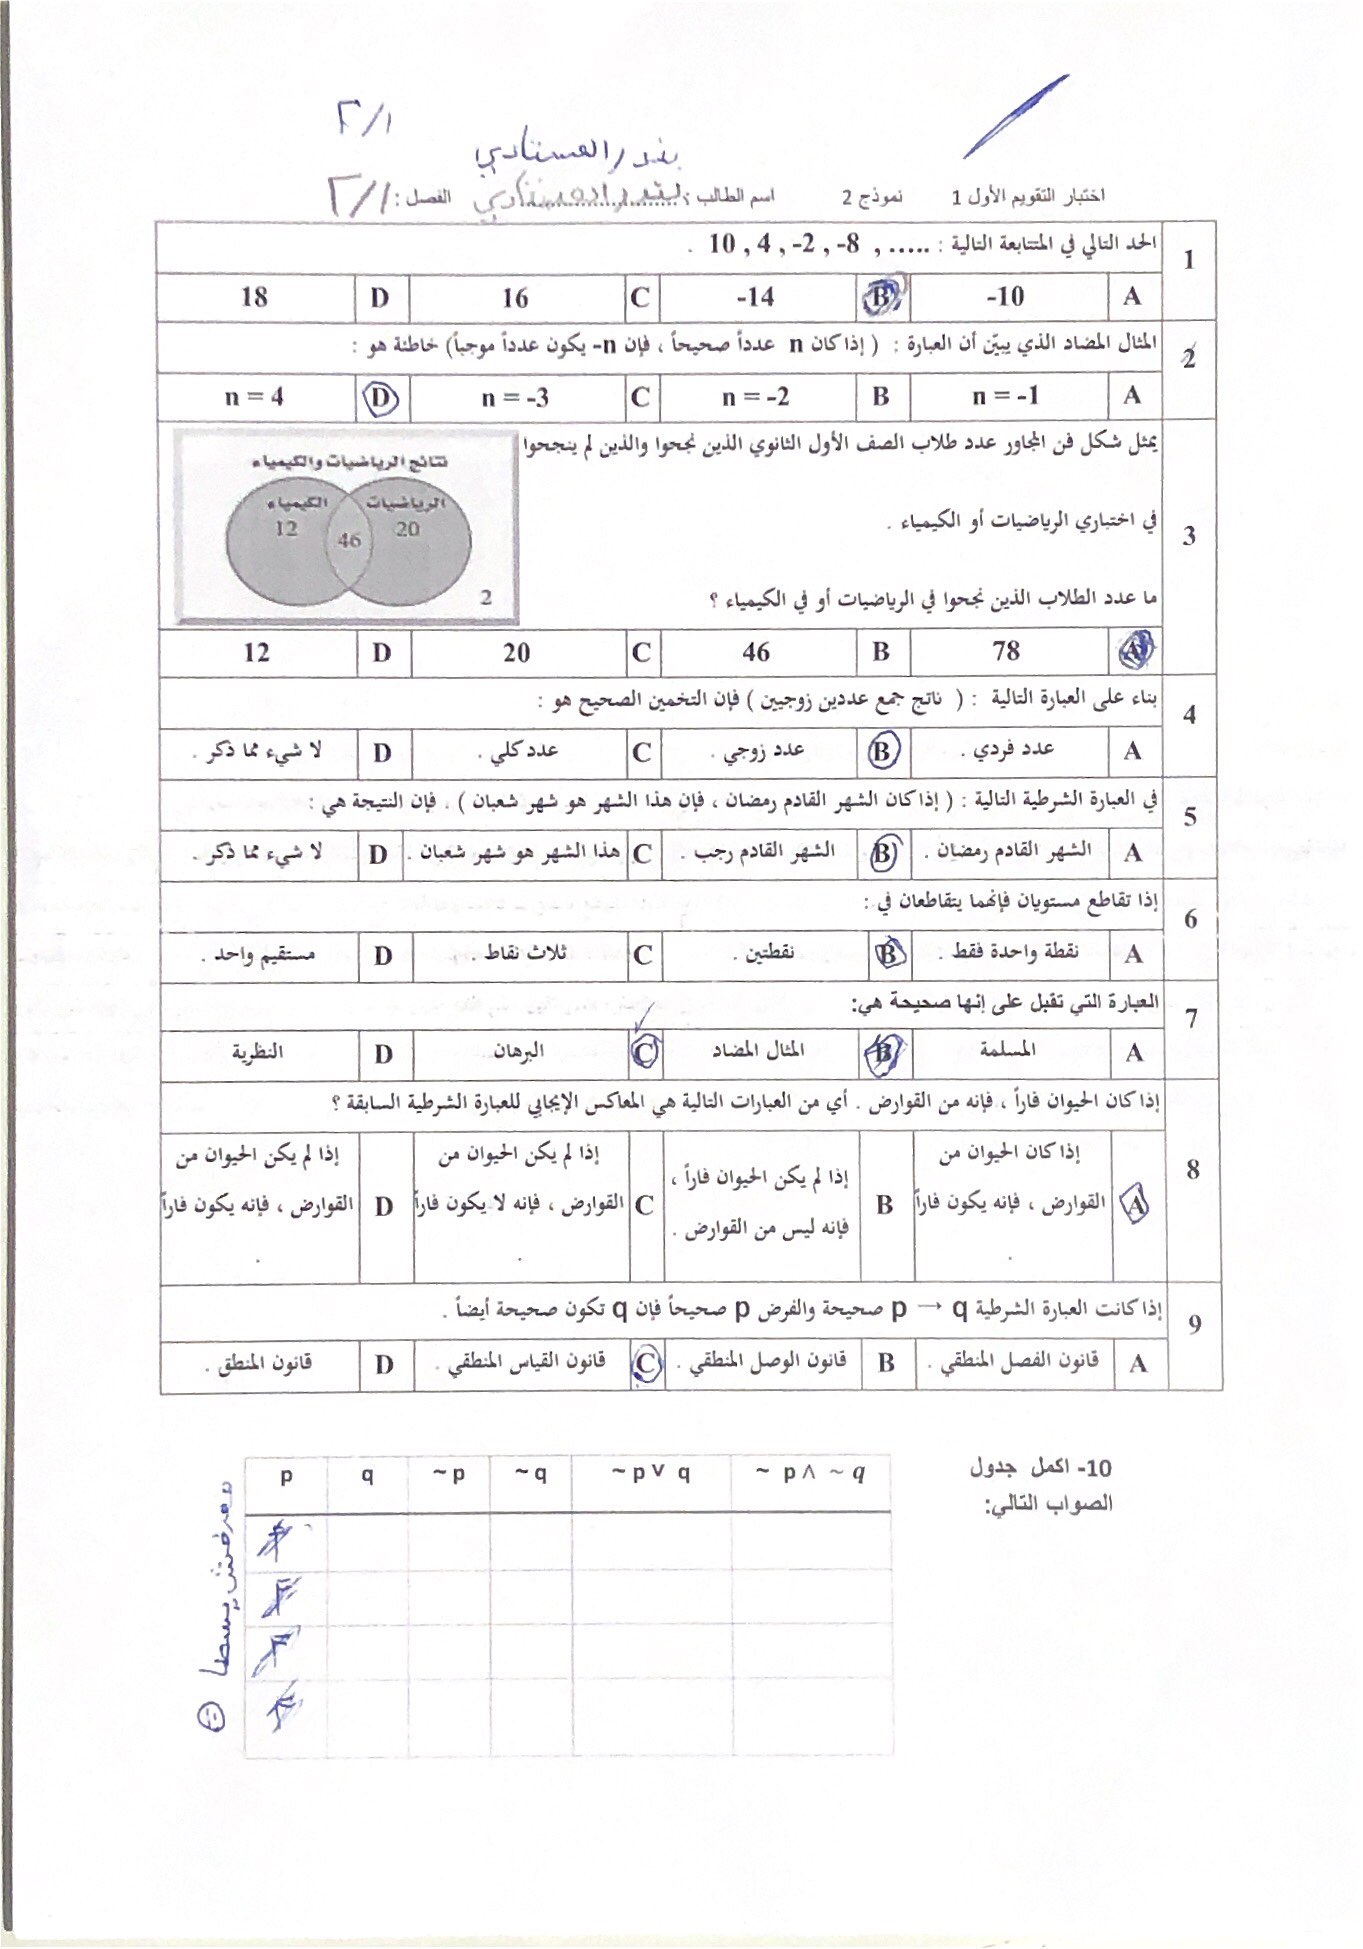 ٢/١
بندر العستادي
اختبار التقويم الأول 1 نموذج 2 اسم الطالب : الفصل : ٢/١
1 الحد التالي في المتتابعة التالية : 10 , 4 , -2 , -8 , ..... .
A -10 B -14 C 16 D 18
2 المثال المضاد الذي يبيّن أن العبارة : ( إذا كان n عدداً صحيحاً ، فإن n- يكون عدداً موجباً) خاطئة هو :
A n = -1 B n = -2 C n = -3 D n = 4
3 يمثل شكل فن المجاور عدد طلاب الصف الأول الثانوي الذين نجحوا والذين لم ينجحوا
في اختباري الرياضيات أو الكيمياء .
ما عدد الطلاب الذين نجحوا في الرياضيات أو في الكيمياء ؟
نتائج الرياضيات والكيمياء
الرياضيات الكيمياء
20 46 12
2
A 78 B 46 C 20 D 12
4 بناء على العبارة التالية : ( ناتج جمع عددين زوجيين ) فإن التخمين الصحيح هو :
A عدد فردي . B عدد زوجي . C عدد كلي . D لا شيء مما ذكر .
5 في العبارة الشرطية التالية : ( إذا كان الشهر القادم رمضان ، فإن هذا الشهر هو شهر شعبان ) ، فإن النتيجة هي :
A الشهر القادم رمضان . B الشهر القادم رجب . C هذا الشهر هو شهر شعبان . D لا شيء مما ذكر .
6 إذا تقاطع مستويان فإنهما يتقاطعان في :
A نقطة واحدة فقط . B نقطتين . C ثلاث نقاط . D مستقيم واحد .
7 العبارة التي تقبل على إنها صحيحة هي:
A المسلمة B المثال المضاد C البرهان D النظرية
8 إذا كان الحيوان فاراً ، فإنه من القوارض . أي من العبارات التالية هي المعاكس الإيجابي للعبارة الشرطية السابقة ؟
A إذا كان الحيوان من القوارض ، فإنه يكون فاراً .
B إذا لم يكن الحيوان فاراً ، فإنه ليس من القوارض .
C إذا لم يكن الحيوان من القوارض ، فإنه لا يكون فاراً .
D إذا لم يكن الحيوان من القوارض ، فإنه يكون فاراً .
9 إذا كانت العبارة الشرطية p → q صحيحة والفرض p صحيحاً فإن q تكون صحيحة أيضاً .
A قانون الفصل المنطقي . B قانون الوصل المنطقي . C قانون القياس المنطقي . D قانون المنطق .
10- اكمل جدول
الصواب التالي:
p q ~p ~q ~p∨ q ~ p∧ ~q
معرفش يسطا